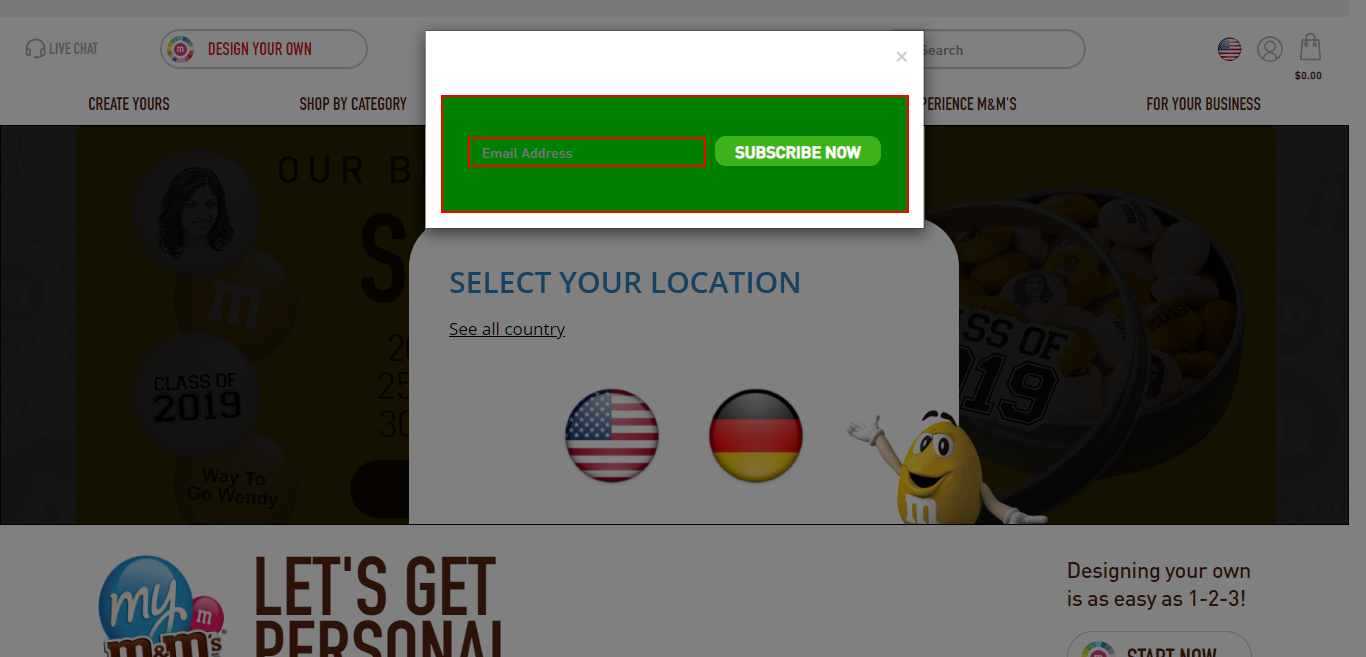 LIVE CHAT
DESIGN YOUR OWN
Search
$0.00
CREATE YOURS
SHOP BY CATEGORY
PERIENCE M&M'S
FOR YOUR BUSINESS
×
Email Address
SUBSCRIBE NOW
OUR B
S
2
25
30
m
CLASS OF
2019
Way To
Go Wendy
SELECT YOUR LOCATION
See all country
CLASS OF
2019
m
LET'S GET
PERSONAL
my
m
m&m's
Designing your own
is as easy as 1-2-3!
START NOW